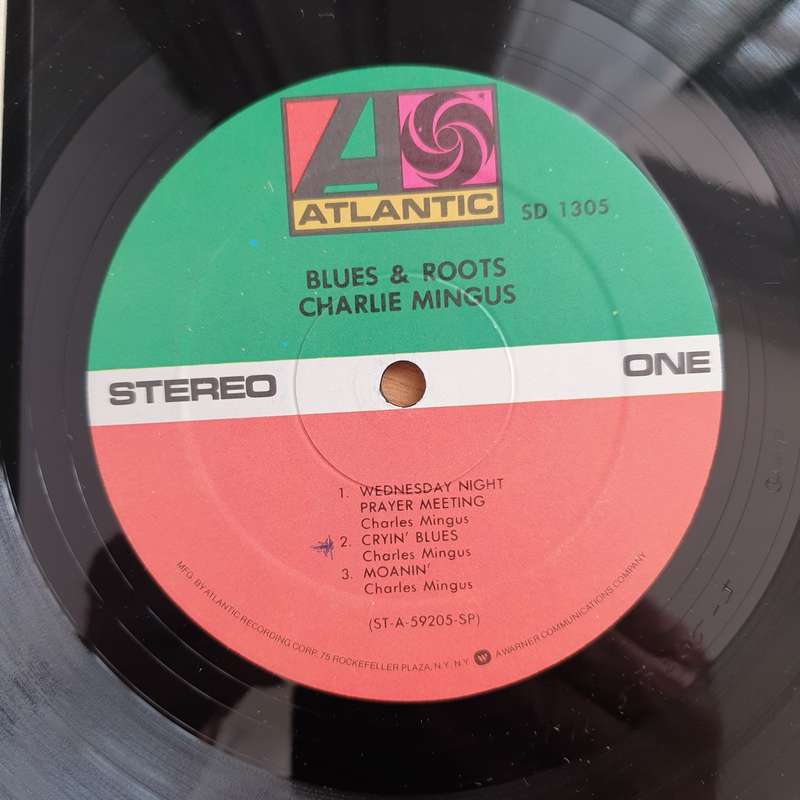 ATLANTIC
SD 1305
BLUES & ROOTS
CHARLIE MINGUS
STEREO
ONE
1. WEDNESDAY NIGHT
PRAYER MEETING
Charles Mingus
2. CRYIN' BLUES
Charles Mingus
3. MOANIN'
Charles Mingus
(ST-A-59205-SP)
MFG. BY ATLANTIC RECORDING CORP. 75 ROCKEFELLER PLAZA, N.Y. N.Y. A WARNER COMMUNICATIONS COMPANY